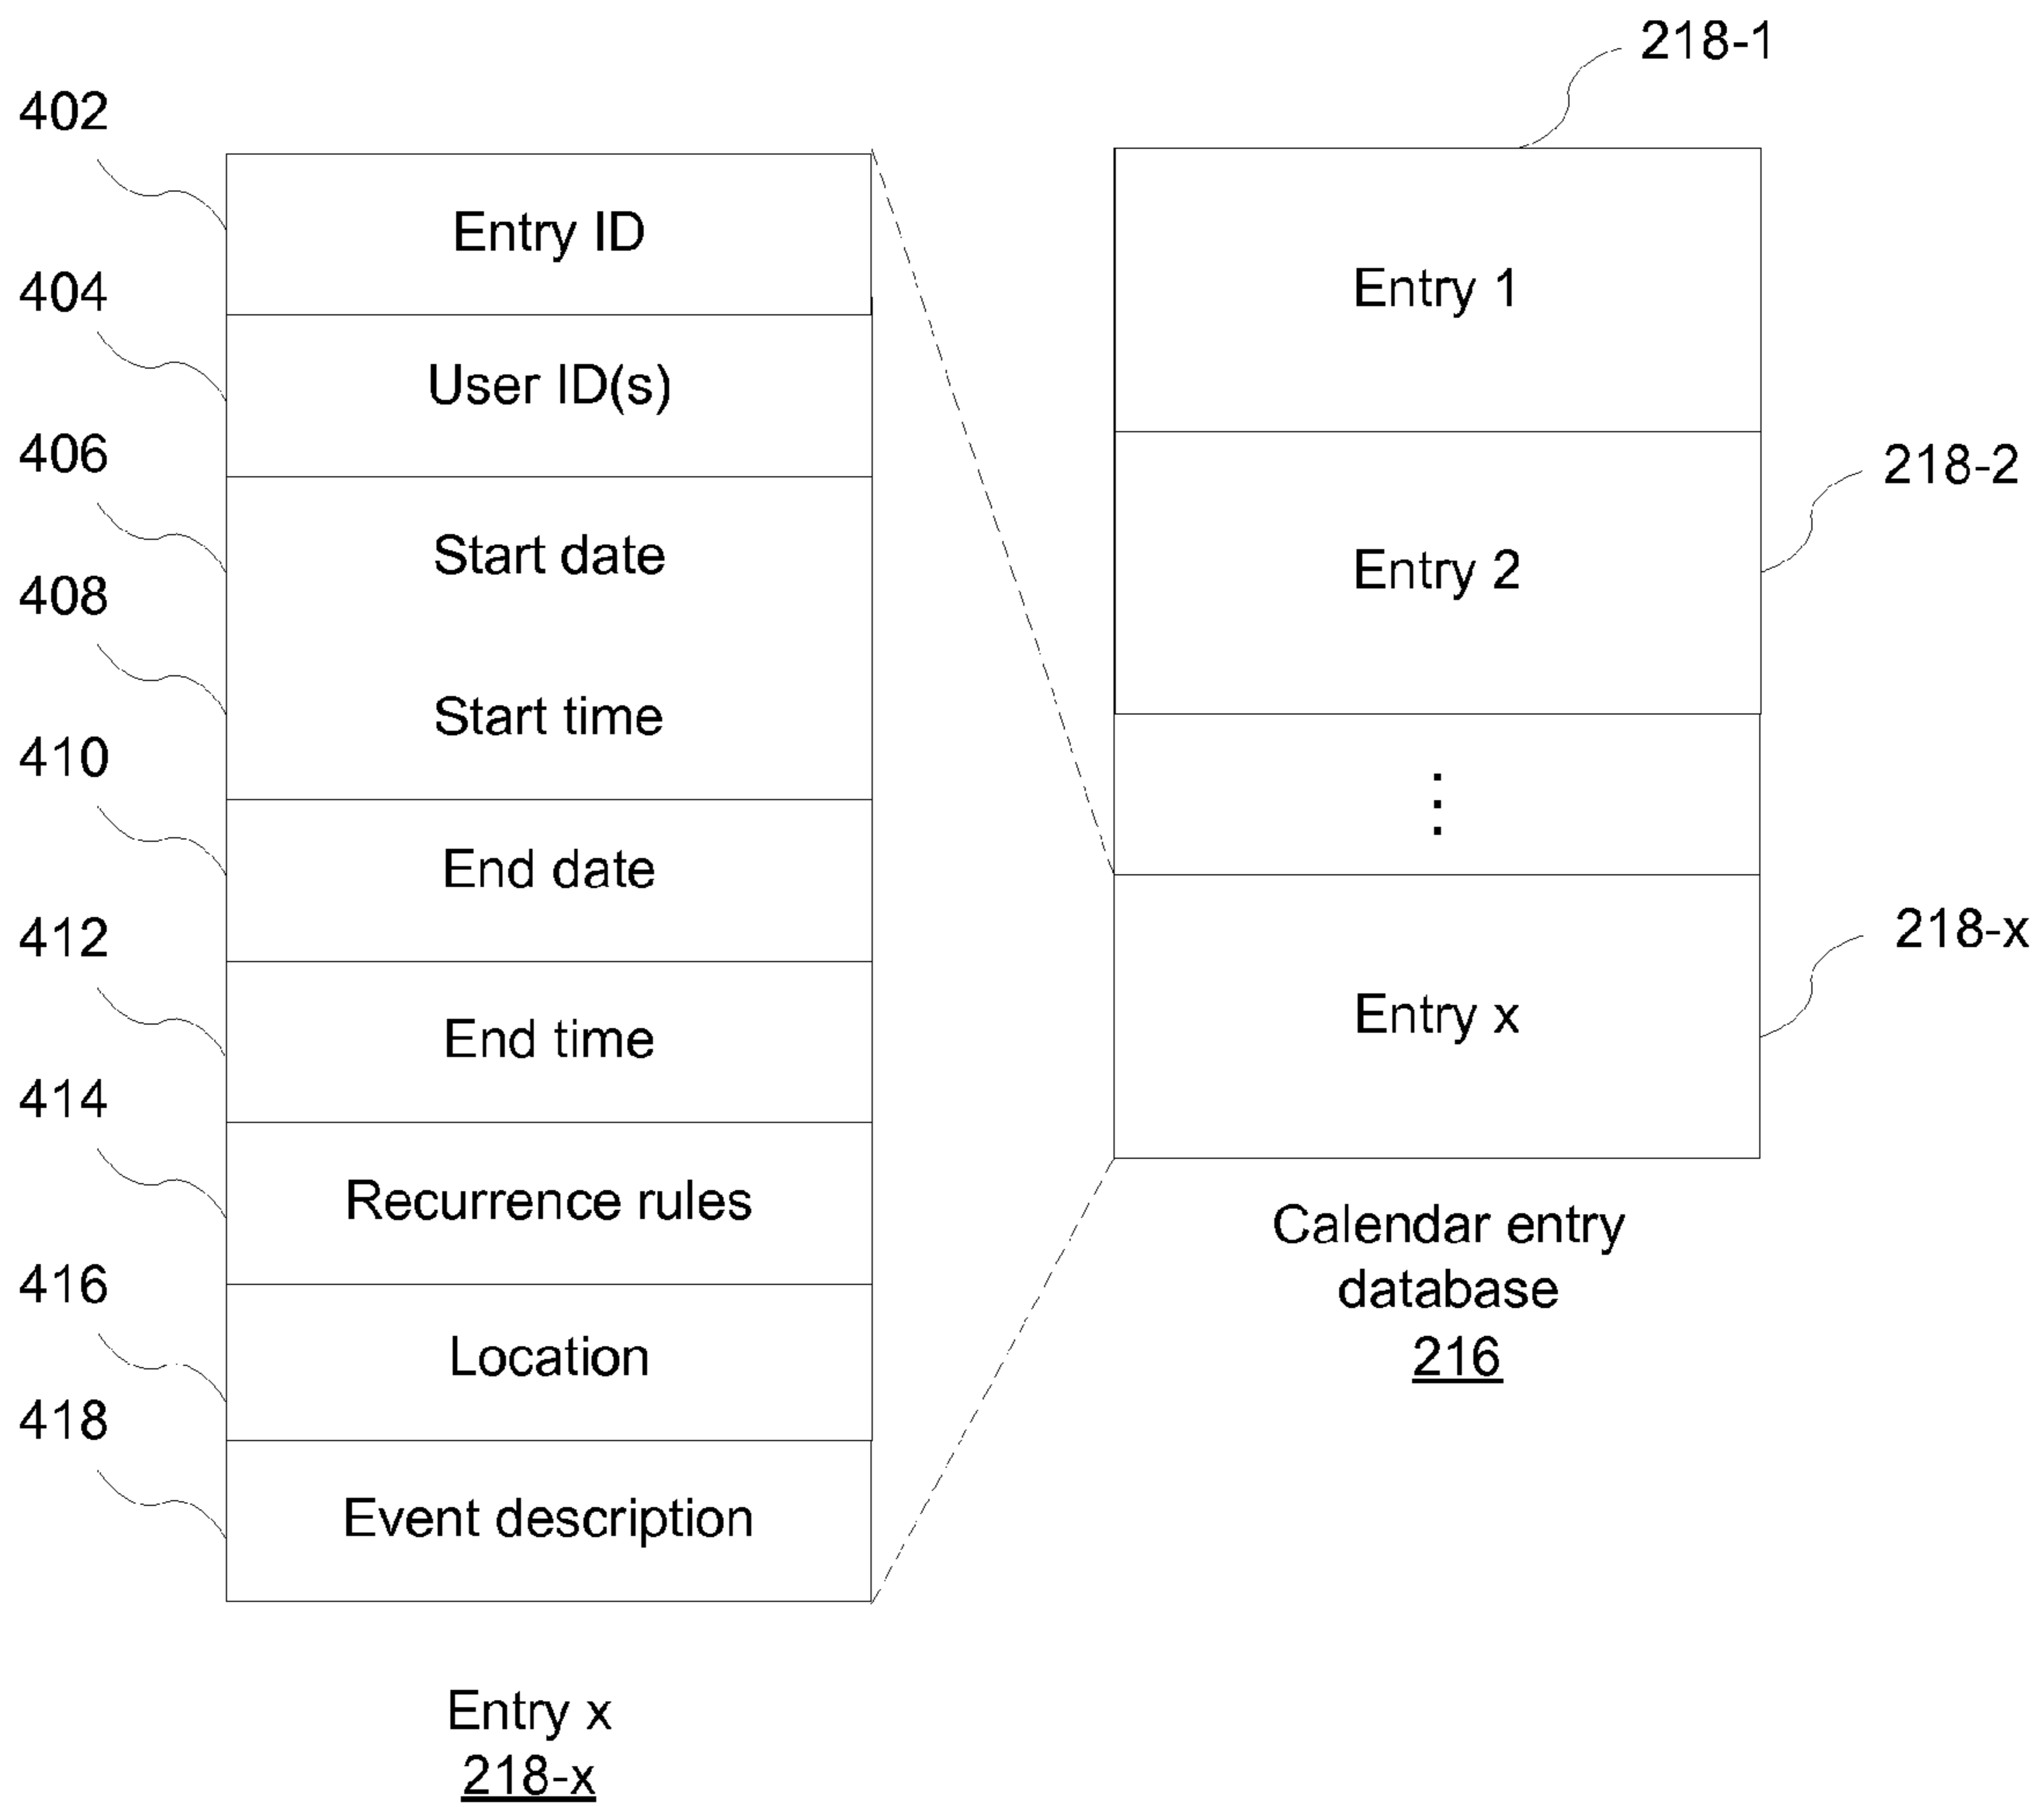 218-1
402
Entry ID
Entry 1
404
User ID(s)
406
218-2
Start date
Entry 2
408
Start time
410
⋮
End date
412
218-x
End time
Entry x
414
Recurrence rules
Calendar entry
database
216
416
Location
418
Event description
Entry x
218-x